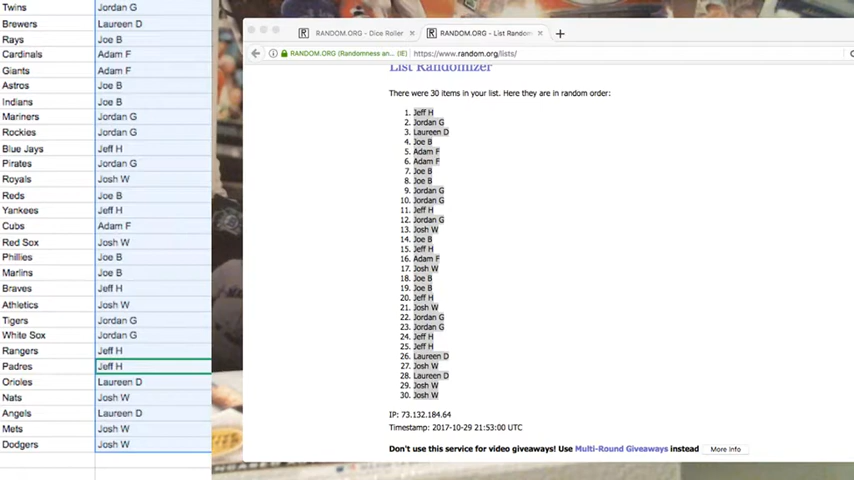 Twins Jordan G
Brewers Laureen D
Rays Joe B
Cardinals Adam F
Giants Adam F
Astros Joe B
Indians Joe B
Mariners Jordan G
Rockies Jordan G
Blue Jays Jeff H
Pirates Jordan G
Royals Josh W
Reds Joe B
Yankees Jeff H
Cubs Adam F
Red Sox Josh W
Phillies Joe B
Marlins Joe B
Braves Jeff H
Athletics Josh W
Tigers Jordan G
White Sox Jordan G
Rangers Jeff H
Padres Jeff H
Orioles Laureen D
Nats Josh W
Angels Laureen D
Mets Josh W
Dodgers Josh W
RANDOM.ORG - Dice Roller
RANDOM.ORG - List Randomizer
RANDOM.ORG (Randomness an... (IE)
https://www.random.org/lists/
List Randomizer
There were 30 items in your list. Here they are in random order:
1. Jeff H
2. Jordan G
3. Laureen D
4. Joe B
5. Adam F
6. Adam F
7. Joe B
8. Joe B
9. Jordan G
10. Jordan G
11. Jeff H
12. Jordan G
13. Josh W
14. Joe B
15. Jeff H
16. Adam F
17. Josh W
18. Joe B
19. Joe B
20. Jeff H
21. Josh W
22. Jordan G
23. Jordan G
24. Jeff H
25. Jeff H
26. Laureen D
27. Josh W
28. Laureen D
29. Josh W
30. Josh W
IP: 73.132.184.64
Timestamp: 2017-10-29 21:53:00 UTC
Don't use this service for video giveaways! Use Multi-Round Giveaways instead
More Info